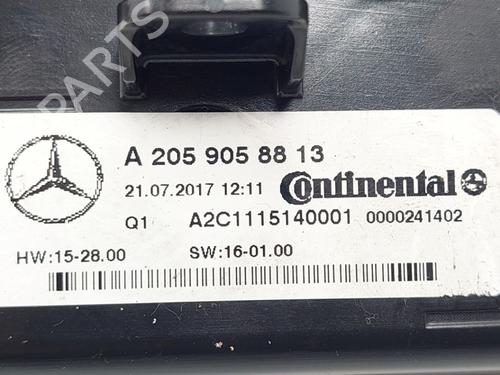 A 205 905 88 13
21.07.2017 12:11 Continental
Q1 A2C1115140001 0000241402
HW:15-28.00 SW:16-01.00